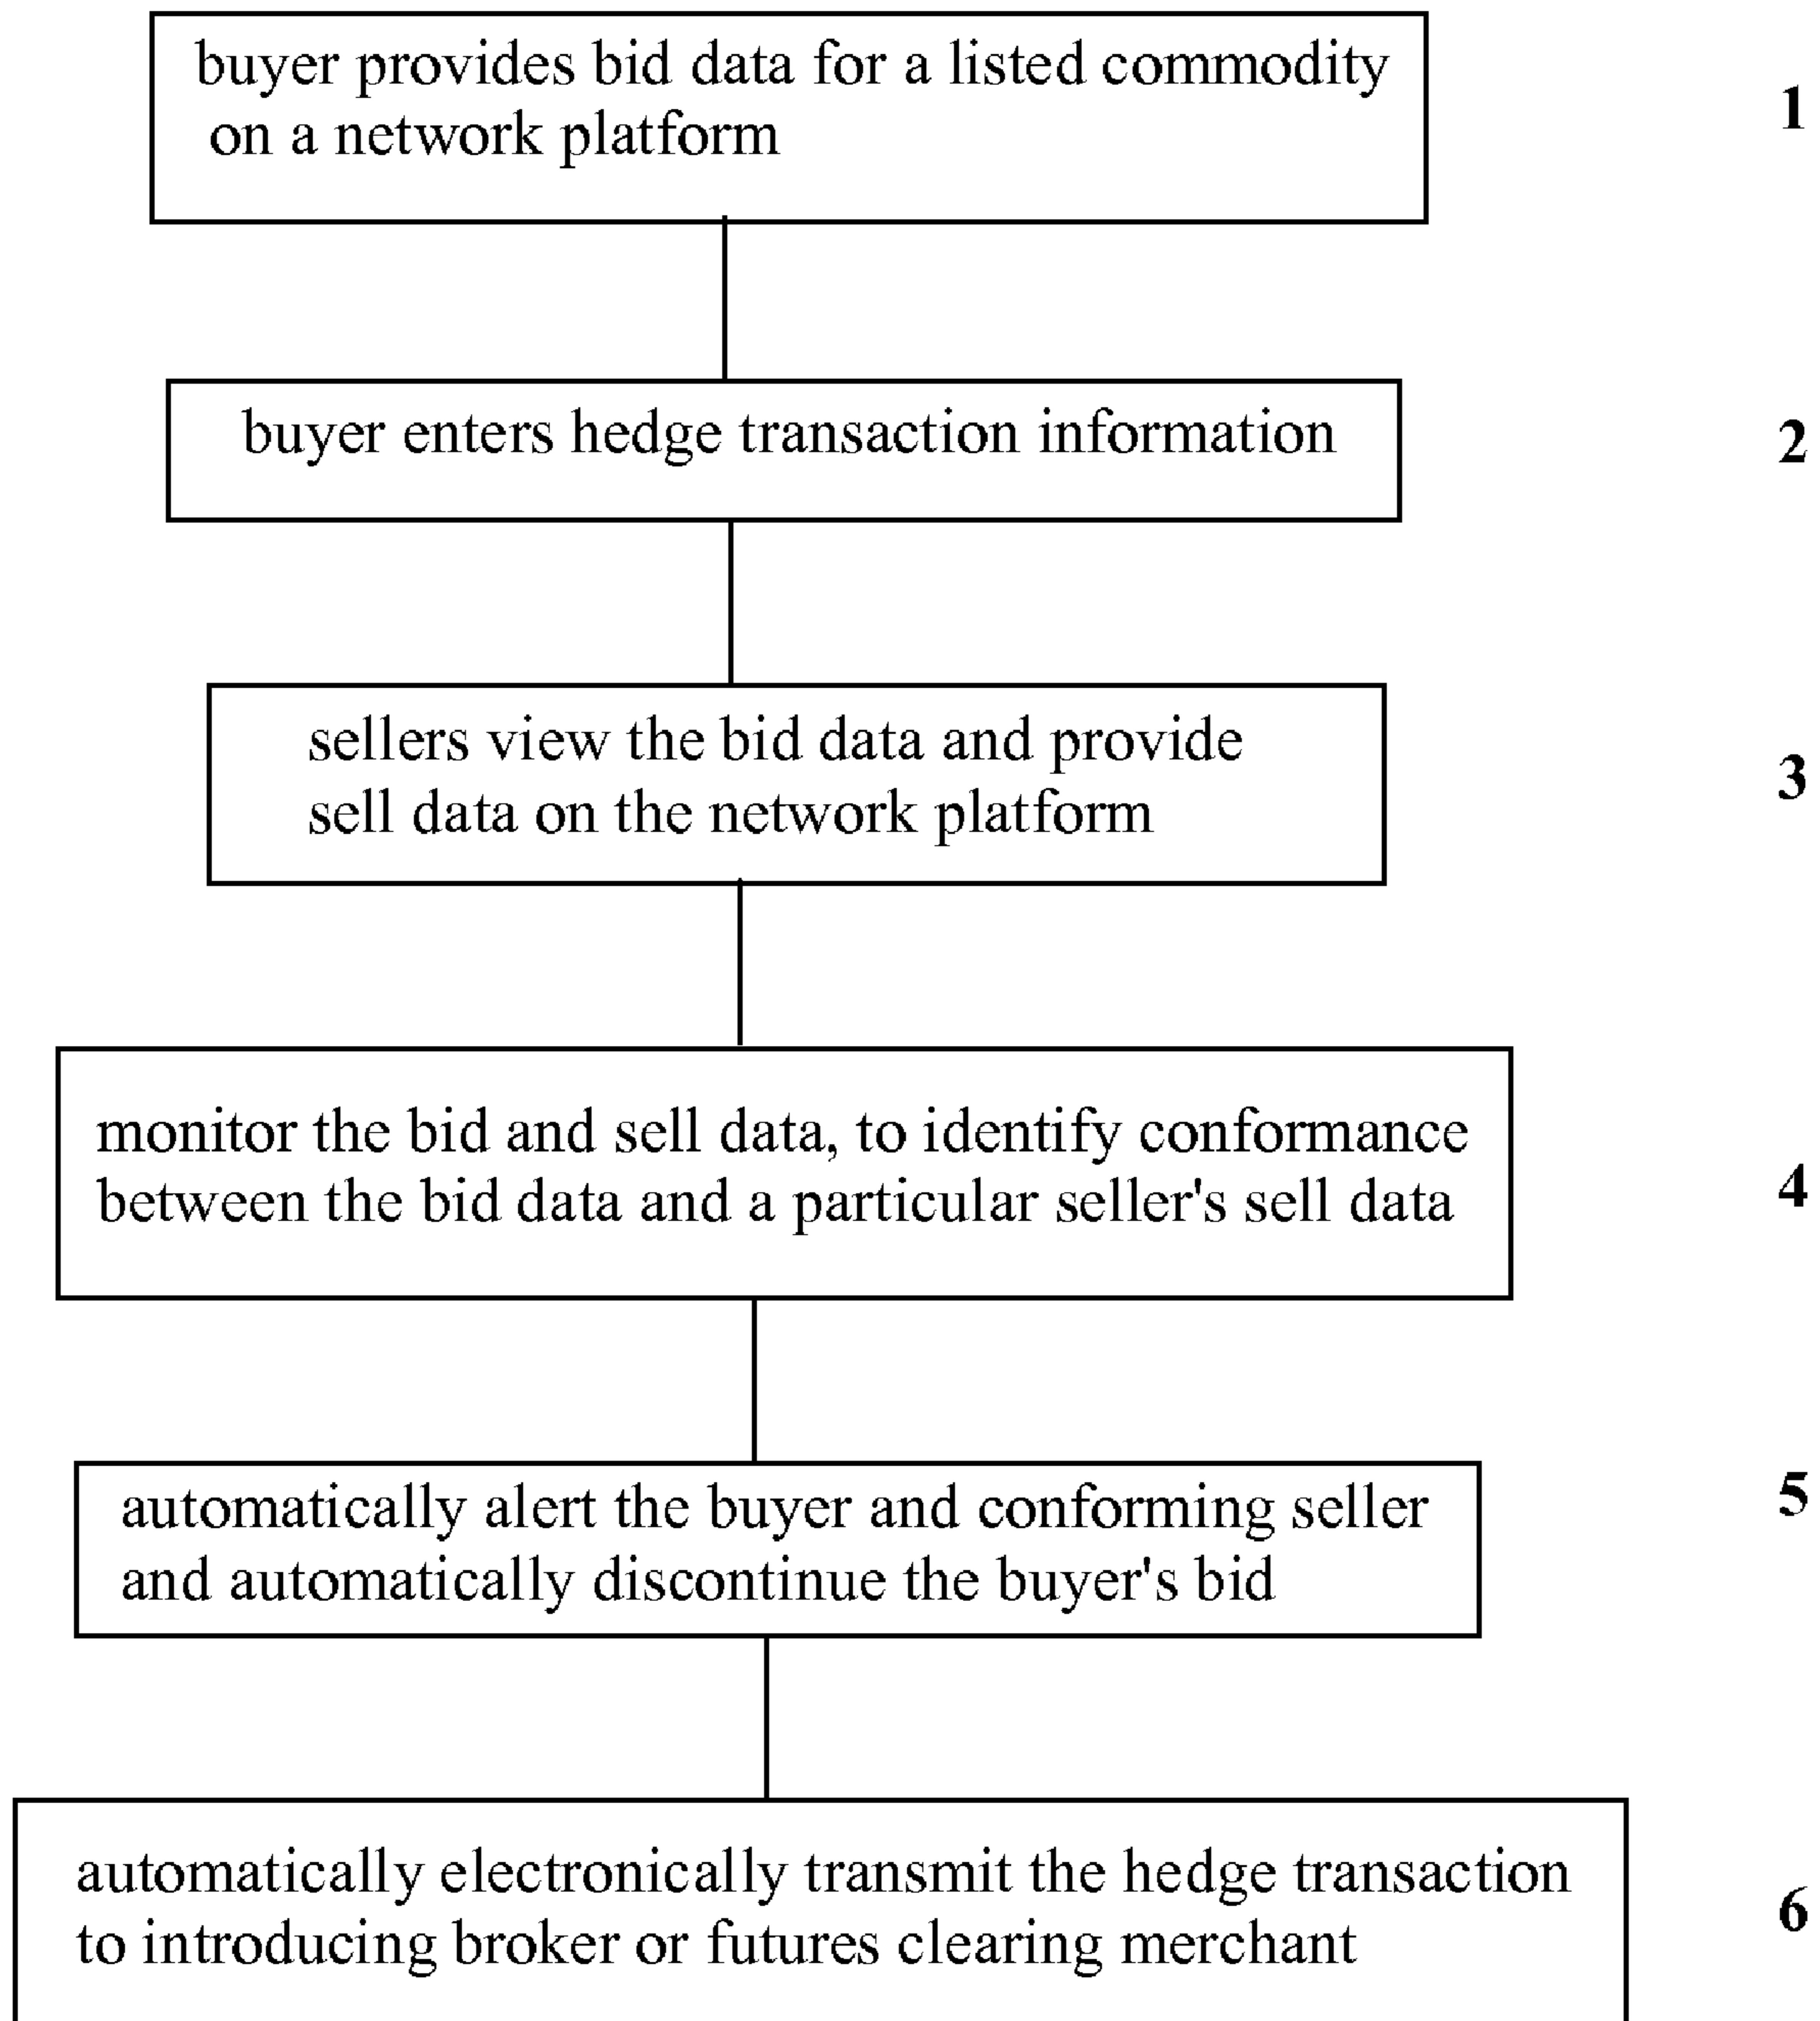 buyer provides bid data for a listed commodity
on a network platform
1
buyer enters hedge transaction information
2
sellers view the bid data and provide
sell data on the network platform
3
monitor the bid and sell data, to identify conformance
between the bid data and a particular seller's sell data
4
automatically alert the buyer and conforming seller
and automatically discontinue the buyer's bid
5
automatically electronically transmit the hedge transaction
to introducing broker or futures clearing merchant
6